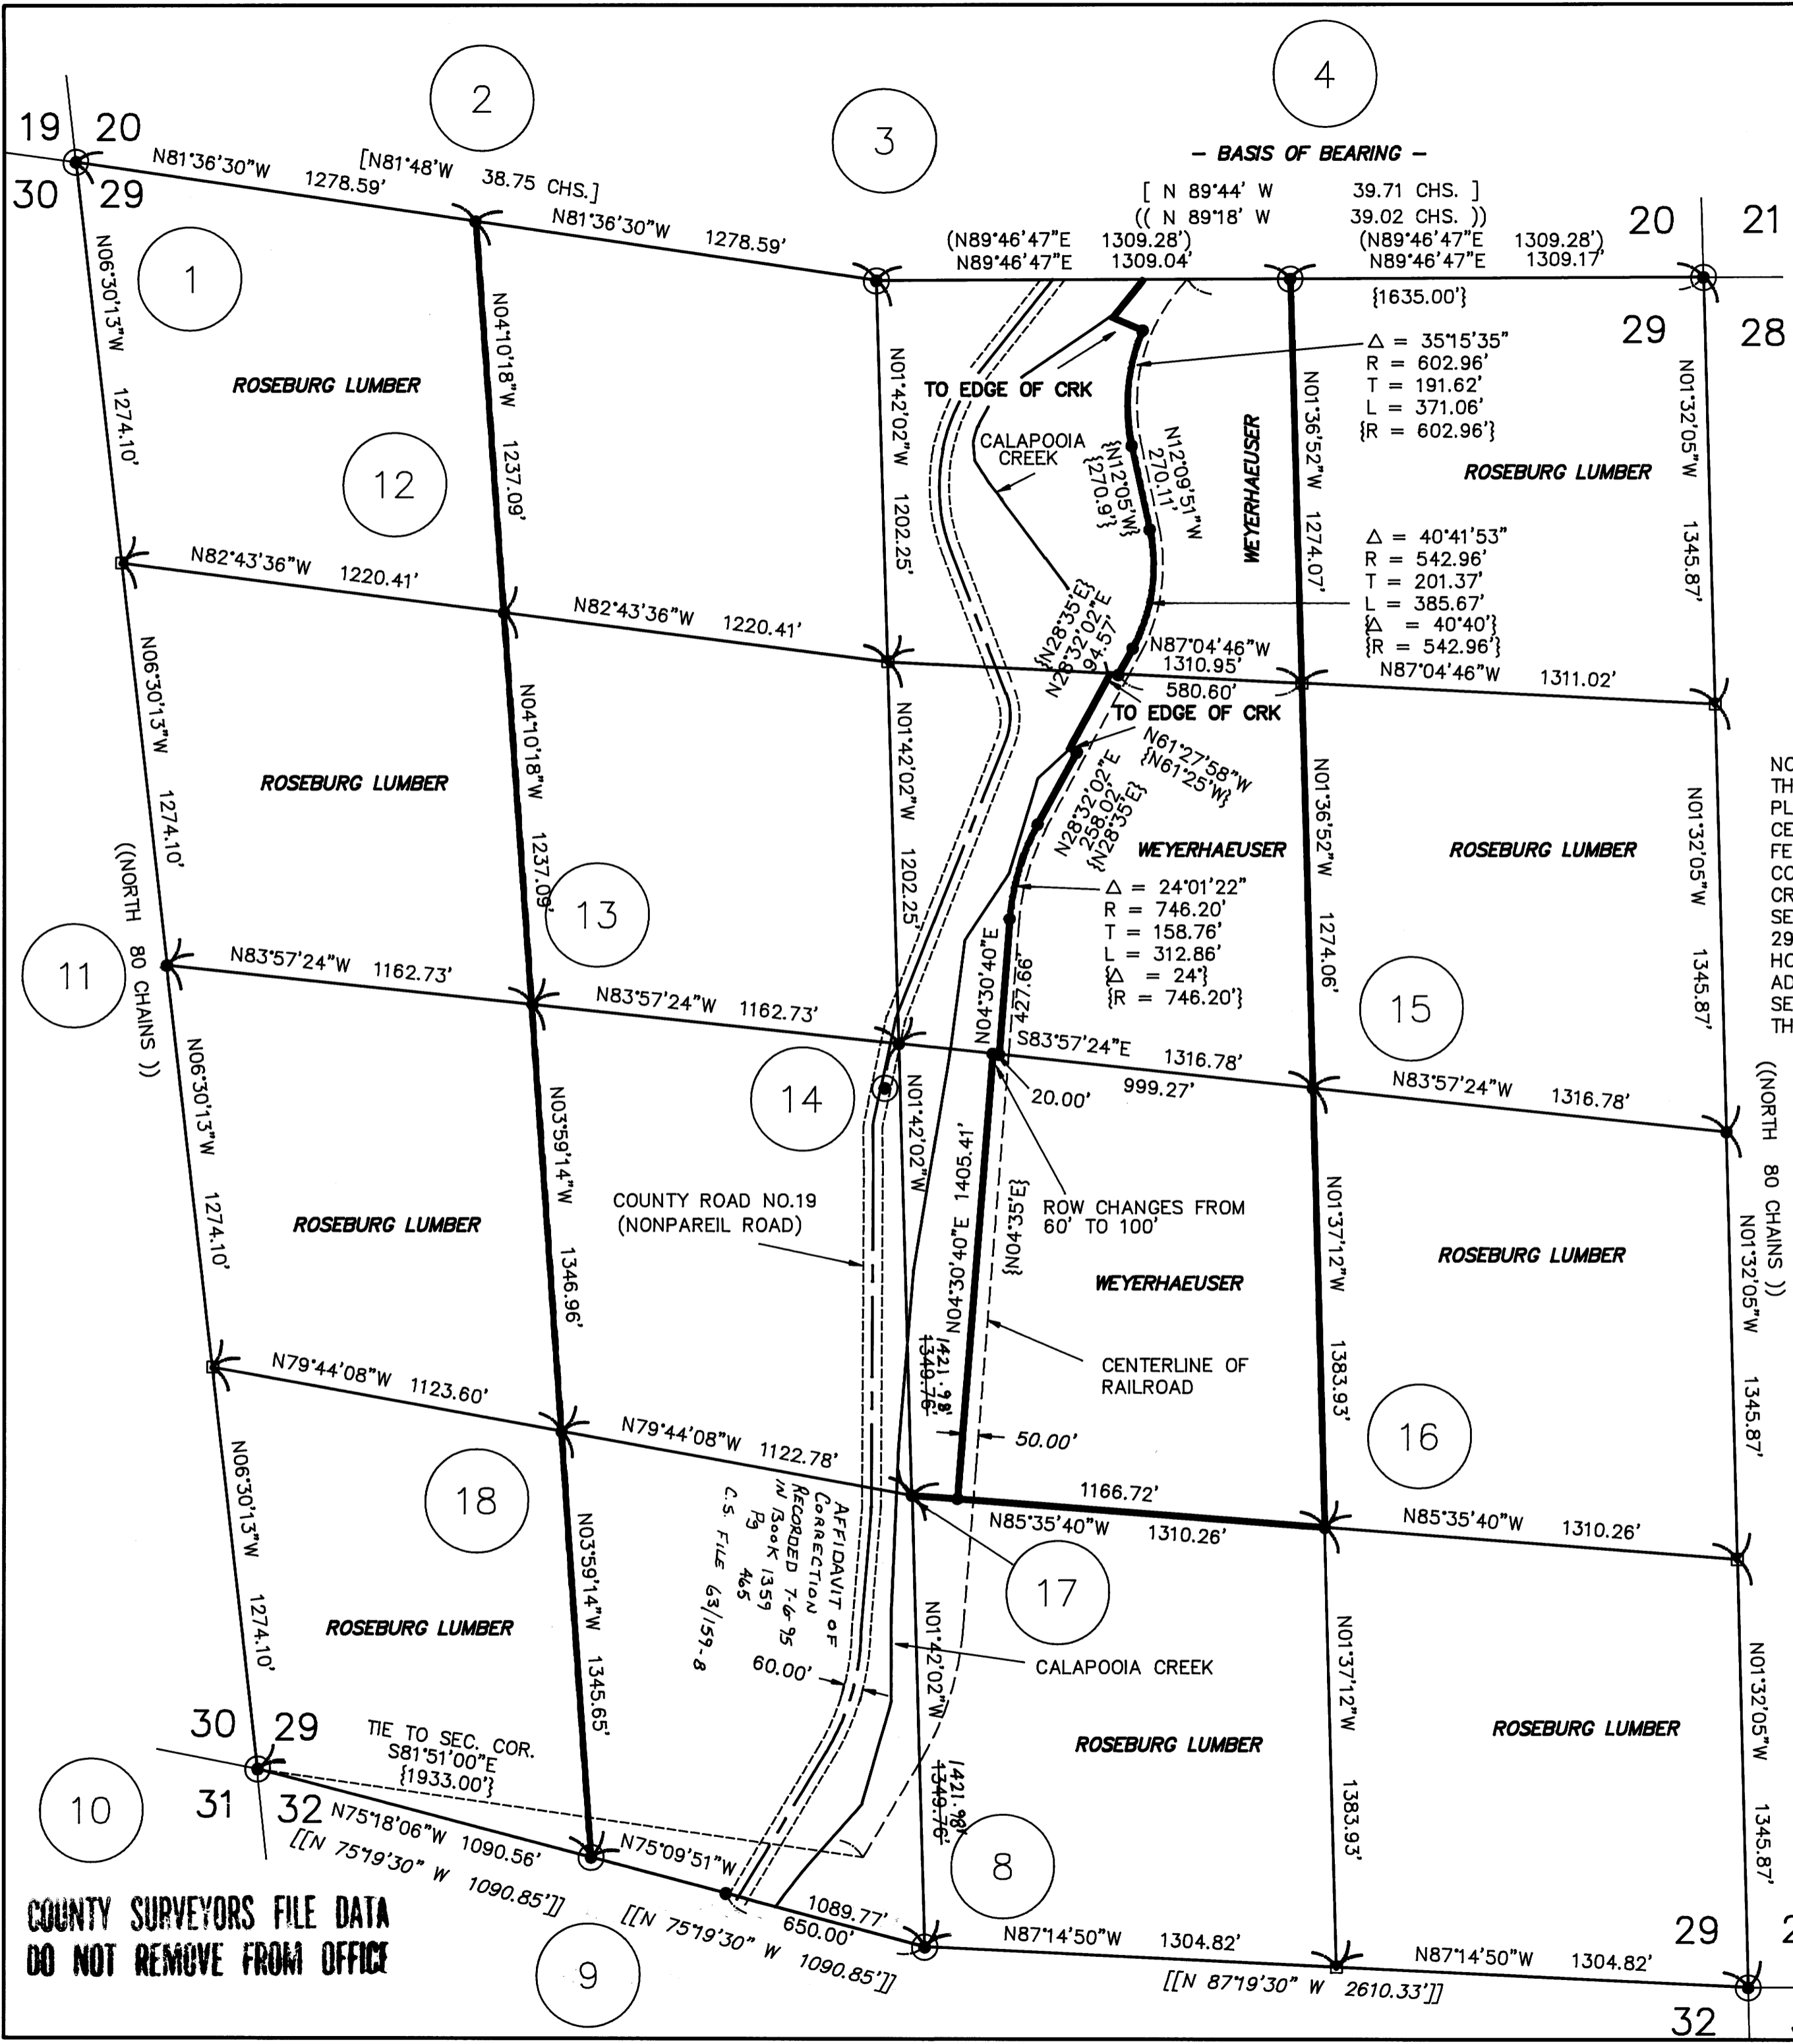 2
4
3
19 20
30 29
N81°36'30"W 1278.59'
[N81°48'W 38.75 CHS.]
N81°36'30"W 1278.59'
– BASIS OF BEARING –
[ N 89°44' W 39.71 CHS. ]
(( N 89°18' W 39.02 CHS. ))
(N89°46'47"E 1309.28')
N89°46'47"E 1309.04'
(N89°46'47"E 1309.28')
N89°46'47"E 1309.17'
{1635.00'}
20 21
29 28
1
N06°30'13"W 1274.10'
ROSEBURG LUMBER
N04°10'18"W 1237.09'
12
N01°42'02"W 1202.25'
TO EDGE OF CRK
CALAPOOIA
CREEK
N12°09'51"W
270.11'
{N12°05'W}
{270.9'}
WEYERHAEUSER
N01°36'52"W 1274.07'
Δ = 35°15'35"
R = 602.96'
T = 191.62'
L = 371.06'
{R = 602.96'}
ROSEBURG LUMBER
N01°32'05"W 1345.87'
Δ = 40°41'53"
R = 542.96'
T = 201.37'
L = 385.67'
{Δ = 40°40'}
{R = 542.96'}
N82°43'36"W 1220.41'
N82°43'36"W 1220.41'
{N28°35'E}
N28°32'02"E
94.57'
N87°04'46"W
1310.95'
580.60'
N87°04'46"W 1311.02'
TO EDGE OF CRK
N61°27'58"W
{N61°25'W}
N06°30'13"W 1274.10'
ROSEBURG LUMBER
N04°10'18"W 1237.09'
N01°42'02"W 1202.25'
N28°32'02"E
258.02'
{N28°35'E}
WEYERHAEUSER
N01°36'52"W 1274.06'
ROSEBURG LUMBER
N01°32'05"W 1345.87'
NO
TH
PL
CE
FE
CO
CR
SE
29
HO
AD
SE
TH
Δ = 24°01'22"
R = 746.20'
T = 158.76'
L = 312.86'
{Δ = 24°}
{R = 746.20'}
((NORTH 80 CHAINS ))
13
11
N83°57'24"W 1162.73'
N83°57'24"W 1162.73'
N04°30'40"E
427.66'
S83°57'24"E 1316.78'
999.27'
20.00'
15
N83°57'24"W 1316.78'
14
((NORTH 80 CHAINS ))
N06°30'13"W 1274.10'
ROSEBURG LUMBER
N03°59'14"W 1346.96'
COUNTY ROAD NO.19
(NONPAREIL ROAD)
N01°42'02"W
1421.98'
1349.76'
N04°30'40"E 1405.41'
{N04°35'E}
ROW CHANGES FROM
60' TO 100'
WEYERHAEUSER
N01°37'12"W 1383.93'
ROSEBURG LUMBER
N01°32'05"W 1345.87'
CENTERLINE OF
RAILROAD
50.00'
16
N79°44'08"W 1123.60'
N79°44'08"W 1122.78'
1166.72'
N85°35'40"W 1310.26'
N85°35'40"W 1310.26'
18
17
N06°30'13"W 1274.10'
ROSEBURG LUMBER
N03°59'14"W 1345.65'
AFFIDAVIT OF
CORRECTION
RECORDED 7-6-95
IN BOOK 1359
Pg 465
C.S. FILE 63/159-8
60.00'
N01°42'02"W
1421.98'
1349.76'
CALAPOOIA CREEK
ROSEBURG LUMBER
N01°37'12"W 1383.93'
ROSEBURG LUMBER
N01°32'05"W 1345.87'
30 29
31 32
TIE TO SEC. COR.
S81°51'00"E
{1933.00'}
10
N75°18'06"W 1090.56'
[[N 75°19'30" W 1090.85']]
N75°09'51"W 1089.77'
650.00'
[[N 75°19'30" W 1090.85']]
8
9
N87°14'50"W 1304.82'
N87°14'50"W 1304.82'
[[N 87°19'30" W 2610.33']]
29 2
32
COUNTY SURVEYORS FILE DATA
DO NOT REMOVE FROM OFFICE